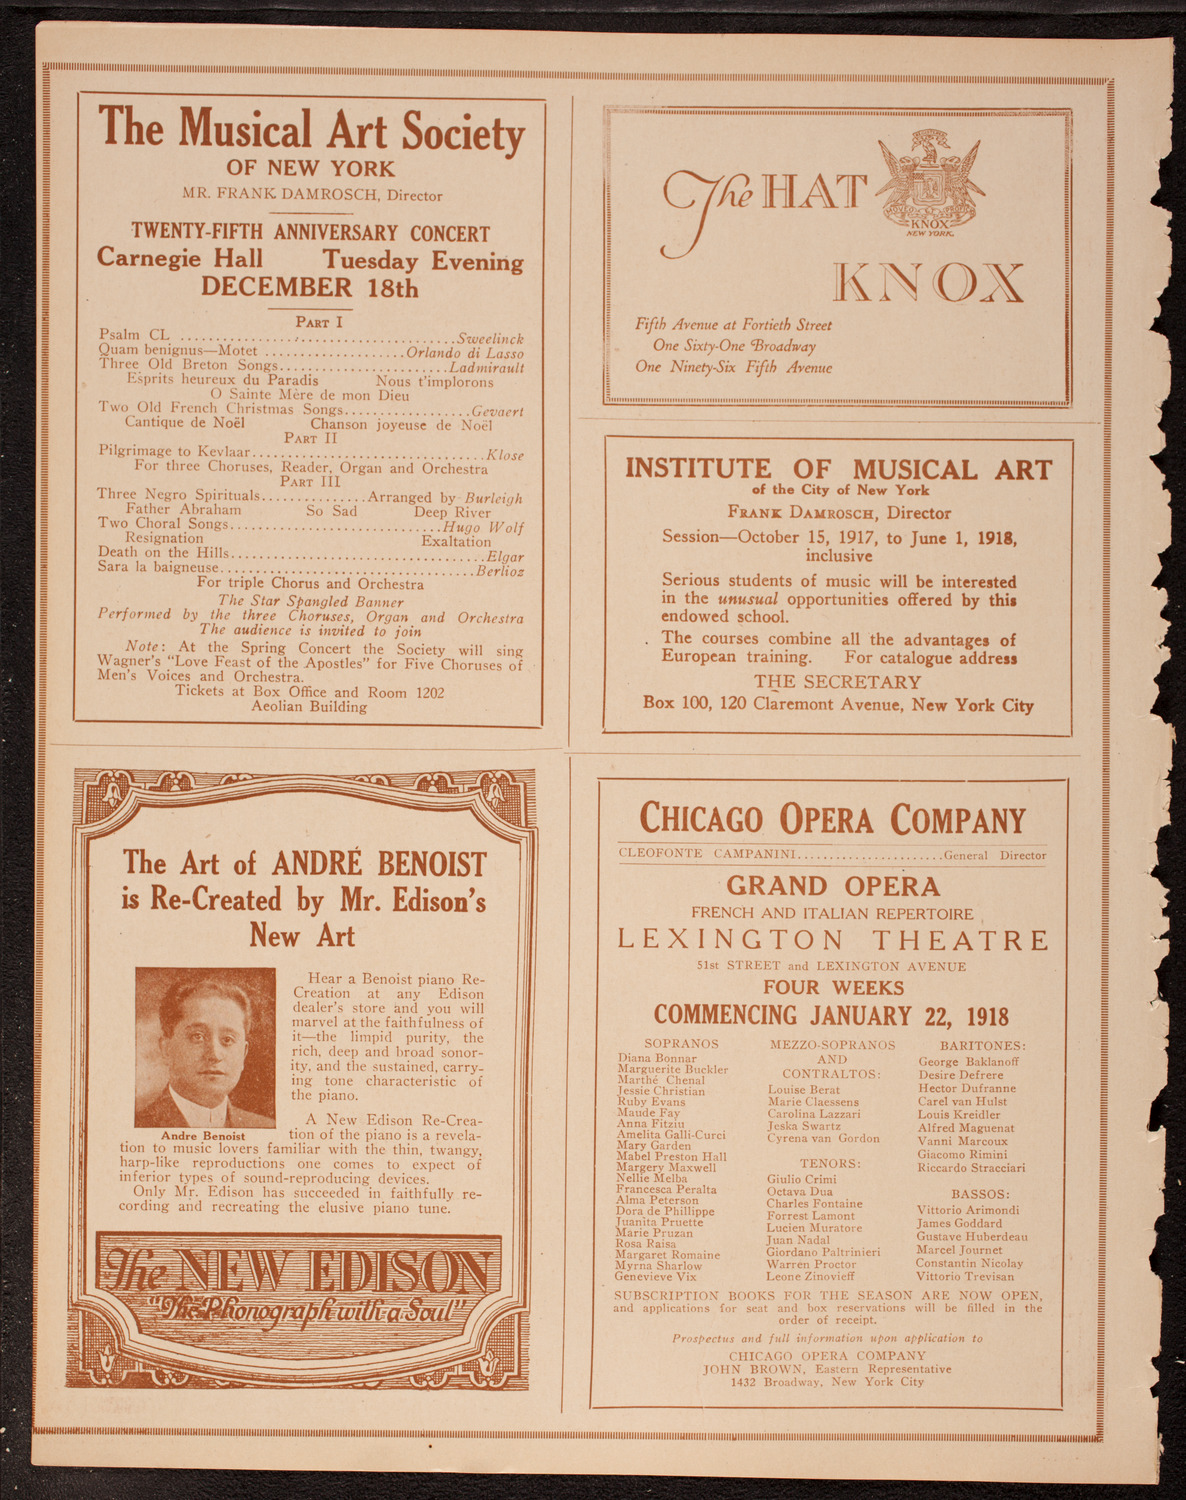 The Musical Art Society
OF NEW YORK
MR. FRANK DAMROSCH, Director
TWENTY-FIFTH ANNIVERSARY CONCERT
Carnegie Hall Tuesday Evening
DECEMBER 18th
PART I
Psalm CL ........................................Sweelinck
Quam benignus—Motet ....................Orlando di Lasso
Three Old Breton Songs........................Ladmirault
Esprits heureux du Paradis Nous t'implorons
O Sainte Mère de mon Dieu
Two Old French Christmas Songs..................Gevaert
Cantique de Noël Chanson joyeuse de Noël
PART II
Pilgrimage to Kevlaar.................................Klose
For three Choruses, Reader, Organ and Orchestra
PART III
Three Negro Spirituals...............Arranged by Burleigh
Father Abraham So Sad Deep River
Two Choral Songs..............................Hugo Wolf
Resignation Exaltation
Death on the Hills....................................Elgar
Sara la baigneuse....................................Berlioz
For triple Chorus and Orchestra
The Star Spangled Banner
Performed by the three Choruses, Organ and Orchestra
The audience is invited to join
Note: At the Spring Concert the Society will sing
Wagner's "Love Feast of the Apostles" for Five Choruses of
Men's Voices and Orchestra.
Tickets at Box Office and Room 1202
Aeolian Building
The HAT
KNOX
NEW YORK.
KNOX
Fifth Avenue at Fortieth Street
One Sixty-One Broadway
One Ninety-Six Fifth Avenue
INSTITUTE OF MUSICAL ART
of the City of New York
FRANK DAMROSCH, Director
Session—October 15, 1917, to June 1, 1918,
inclusive
Serious students of music will be interested
in the unusual opportunities offered by this
endowed school.
The courses combine all the advantages of
European training. For catalogue address
THE SECRETARY
Box 100, 120 Claremont Avenue, New York City
The Art of ANDRÉ BENOIST
is Re-Created by Mr. Edison's
New Art
Hear a Benoist piano Re-
Creation at any Edison
dealer's store and you will
marvel at the faithfulness of
it—the limpid purity, the
rich, deep and broad sonor-
ity, and the sustained, carry-
ing tone characteristic of
the piano.
Andre Benoist
A New Edison Re-Crea-
tion of the piano is a revela-
tion to music lovers familiar with the thin, twangy,
harp-like reproductions one comes to expect of
inferior types of sound-reproducing devices.
Only Mr. Edison has succeeded in faithfully re-
cording and recreating the elusive piano tune.
The NEW EDISON
"The Phonograph with a Soul"
CHICAGO OPERA COMPANY
CLEOFONTE CAMPANINI.......................General Director
GRAND OPERA
FRENCH AND ITALIAN REPERTOIRE
LEXINGTON THEATRE
51st STREET and LEXINGTON AVENUE
FOUR WEEKS
COMMENCING JANUARY 22, 1918
SOPRANOS
Diana Bonnar
Marguerite Buckler
Marthé Chenal
Jessie Christian
Ruby Evans
Maude Fay
Anna Fitziu
Amelita Galli-Curci
Mary Garden
Mabel Preston Hall
Margery Maxwell
Nellie Melba
Francesca Peralta
Alma Peterson
Dora de Phillippe
Juanita Pruette
Marie Pruzan
Rosa Raisa
Margaret Romaine
Myrna Sharlow
Genevieve Vix
MEZZO-SOPRANOS
AND
CONTRALTOS:
Louise Berat
Marie Claessens
Carolina Lazzari
Jeska Swartz
Cyrena van Gordon
TENORS:
Giulio Crimi
Octava Dua
Charles Fontaine
Forrest Lamont
Lucien Muratore
Juan Nadal
Giordano Paltrinieri
Warren Proctor
Leone Zinovieff
BARITONES:
George Baklanoff
Desire Defrere
Hector Dufranne
Carel van Hulst
Louis Kreidler
Alfred Maguenat
Vanni Marcoux
Giacomo Rimini
Riccardo Stracciari
BASSOS:
Vittorio Arimondi
James Goddard
Gustave Huberdeau
Marcel Journet
Constantin Nicolay
Vittorio Trevisan
SUBSCRIPTION BOOKS FOR THE SEASON ARE NOW OPEN,
and applications for seat and box reservations will be filled in the
order of receipt.
Prospectus and full information upon application to
CHICAGO OPERA COMPANY
JOHN BROWN, Eastern Representative
1432 Broadway, New York City